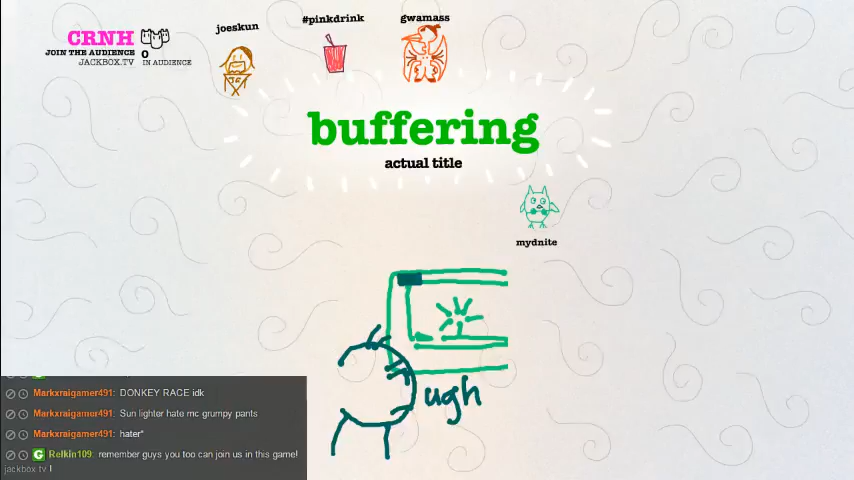 CRNH
JOIN THE AUDIENCE
JACKBOX.TV
0
IN AUDIENCE
joeskun
#pinkdrink
gwamass
buffering
actual title
mydnite
ugh
Markxraigamer491: DONKEY RACE idk
Markxraigamer491: Sun lighter hate mc grumpy pants
Markxraigamer491: hater*
Relkin109: remember guys you too can join us in this game!
jackbox tv !